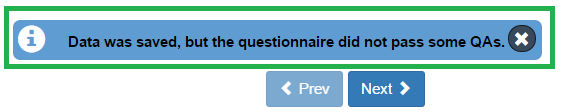 Data was saved, but the questionnaire did not pass some QAs.
Prev Next